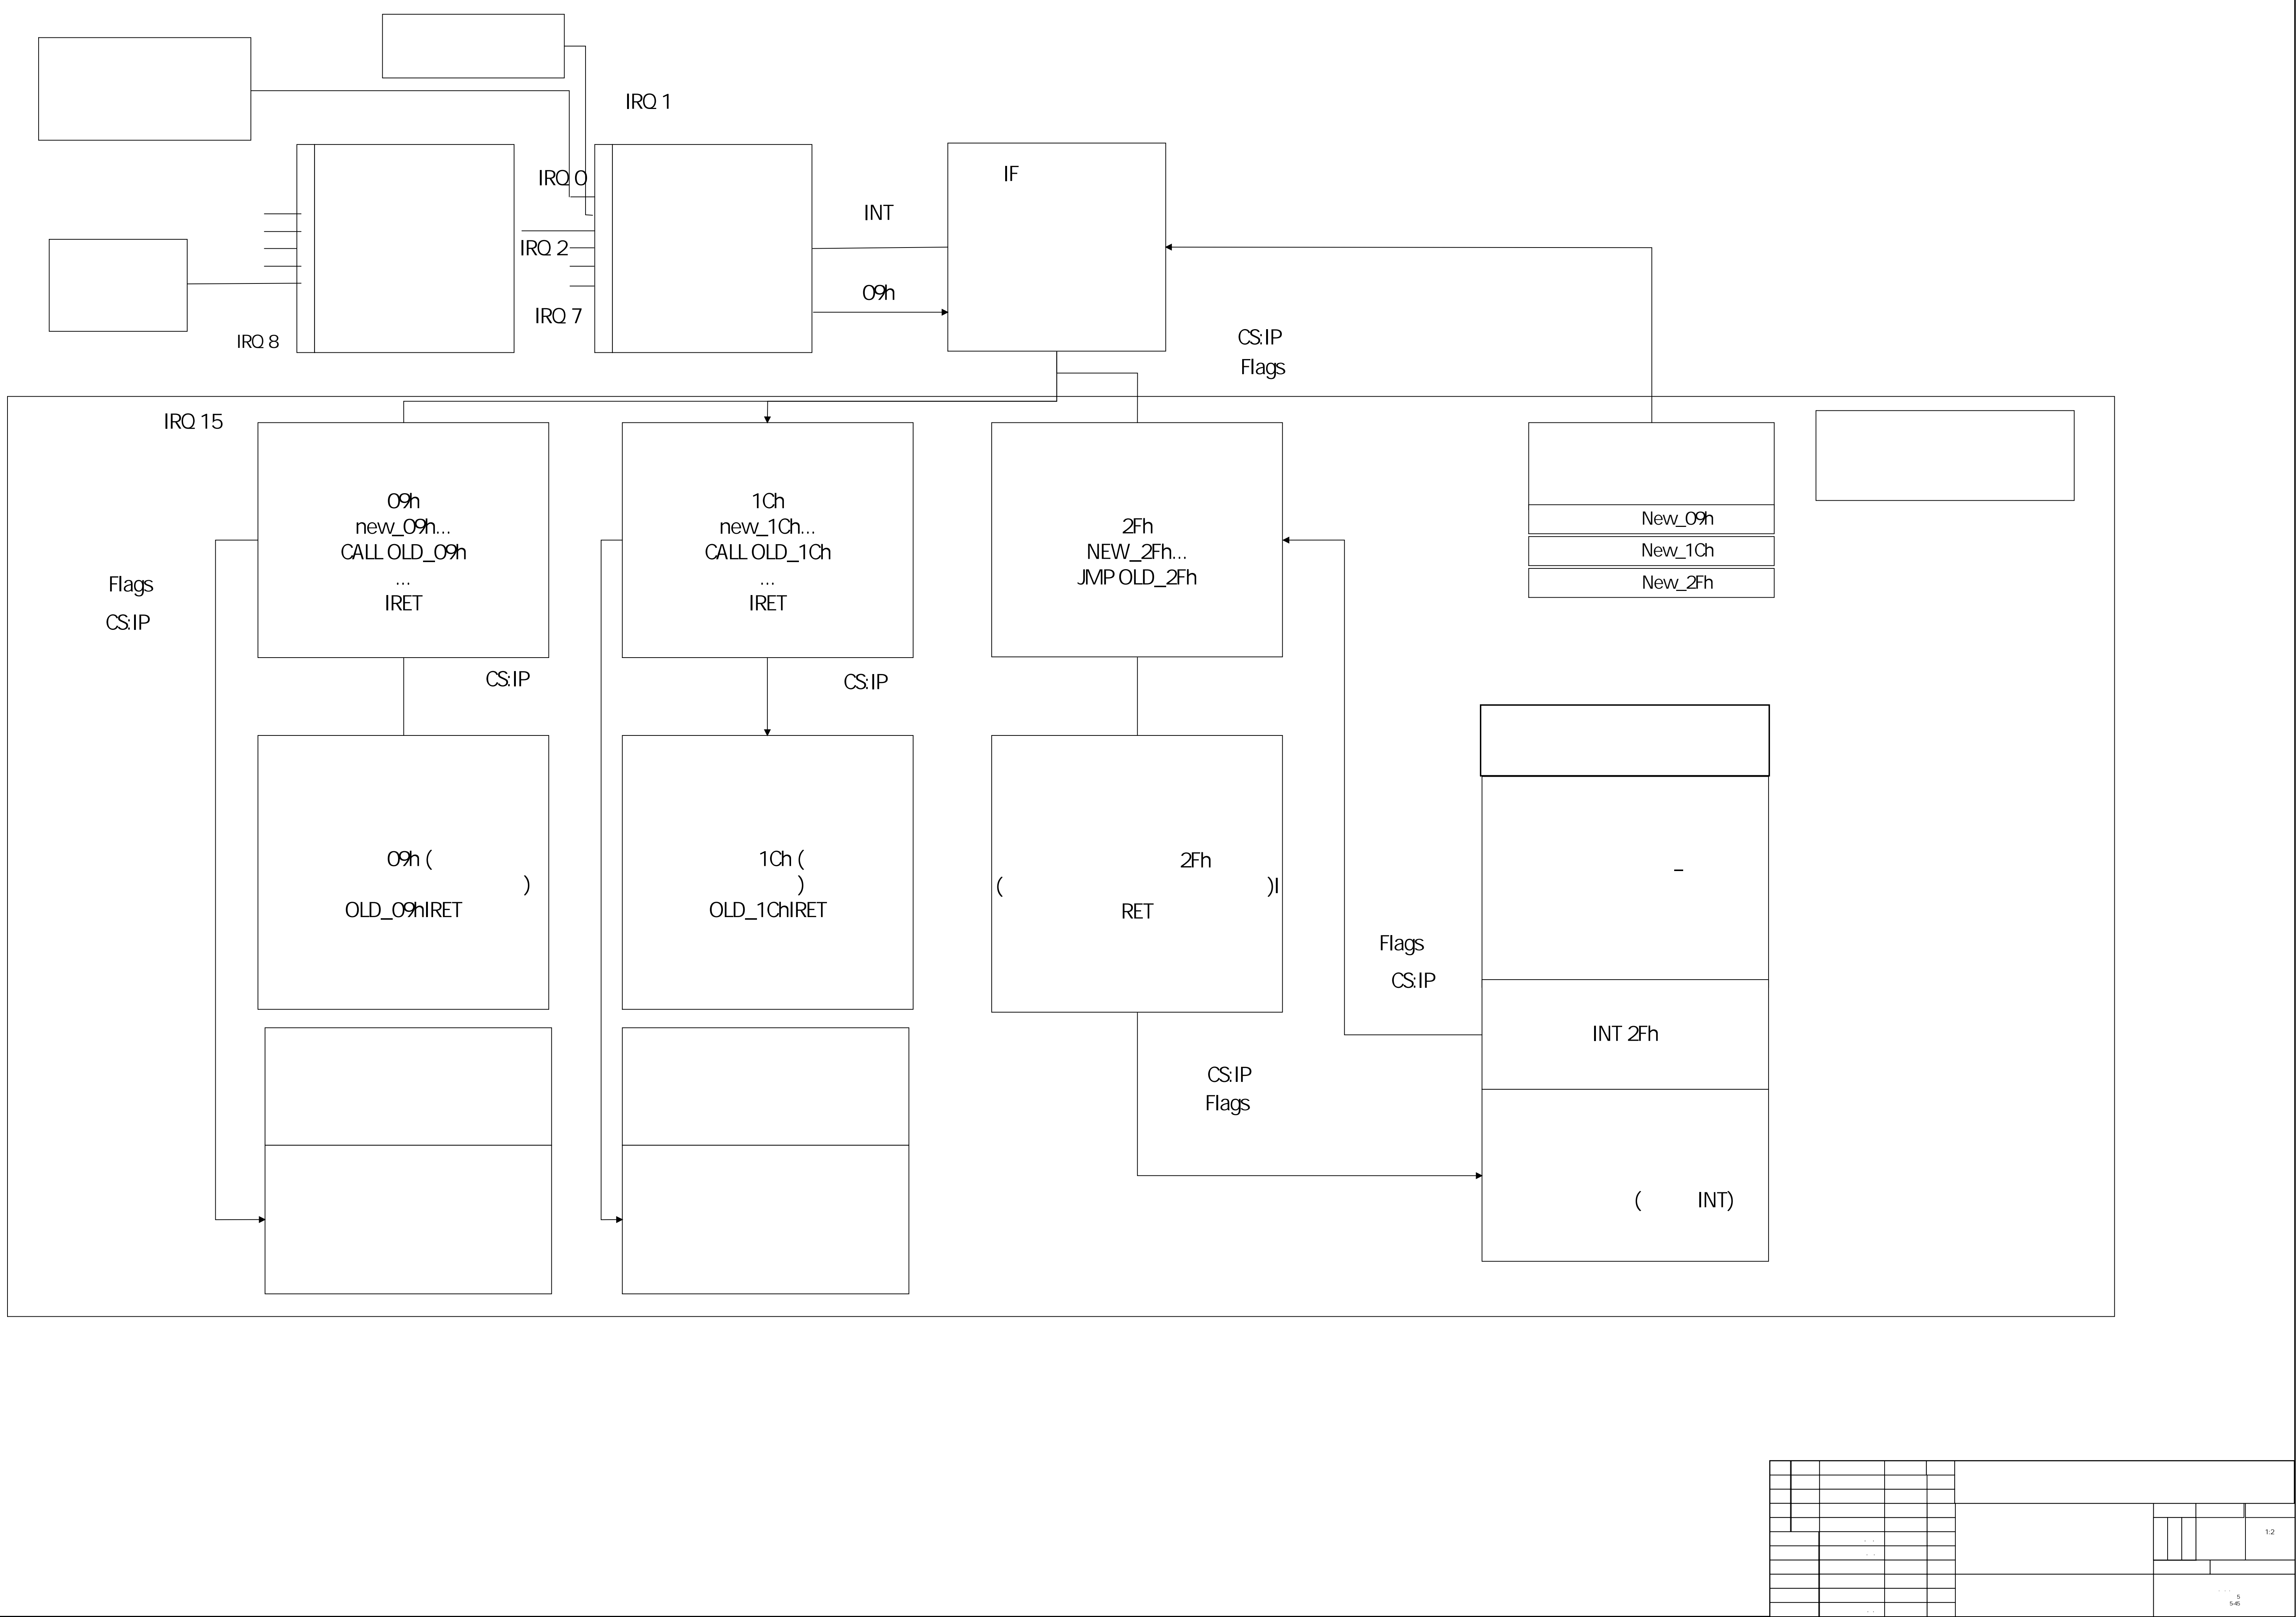 IRQ 1
IRQ 0
IF
INT
IRQ 2
09h
IRQ 7
IRQ 8
CS:IP
Flags
IRQ 15
09h
new_09h...
CALL OLD_09h
...
IRET
1Ch
new_1Ch...
CALL OLD_1Ch
...
IRET
2Fh
NEW_2Fh...
JMP OLD_2Fh
New_09h
New_1Ch
New_2Fh
Flags
CS:IP
CS:IP
CS:IP
09h (
)
OLD_09hIRET
1Ch (
)
OLD_1ChIRET
2Fh
( )I
RET
–
Flags
CS:IP
INT 2Fh
CS:IP
Flags
( INT)
1:2
5
5-45